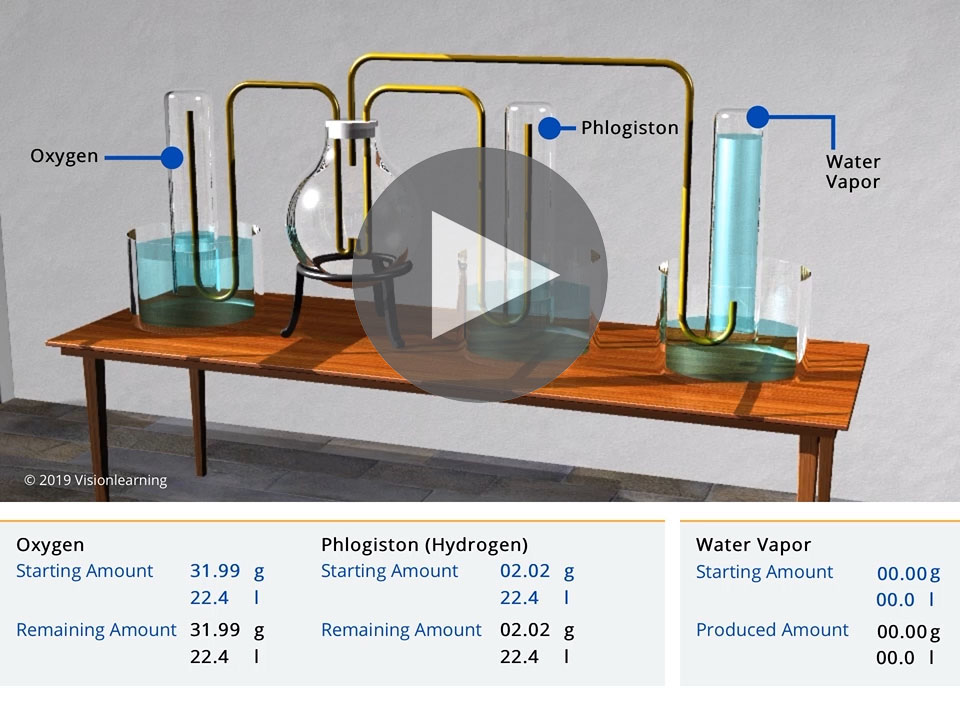 Oxygen
Phlogiston
Water
Vapor
© 2019 Visionlearning
Oxygen
Starting Amount 31.99 g
22.4 l
Remaining Amount 31.99 g
22.4 l
Phlogiston (Hydrogen)
Starting Amount 02.02 g
22.4 l
Remaining Amount 02.02 g
22.4 l
Water Vapor
Starting Amount 00.00 g
00.0 l
Produced Amount 00.00 g
00.0 l